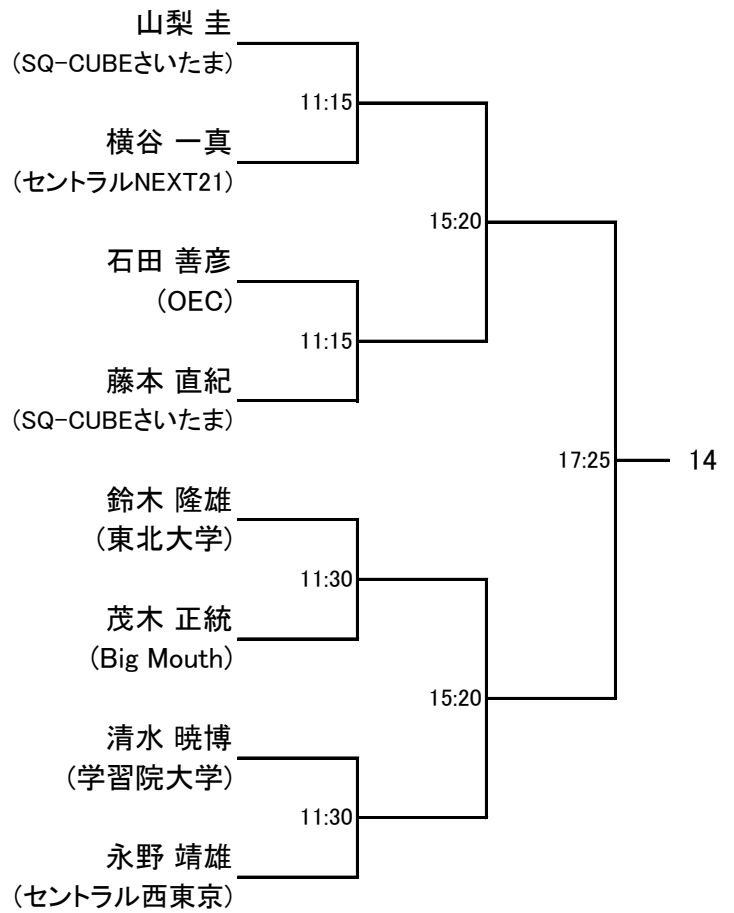 山梨 圭
(SQ-CUBEさいたま)
11:15
横谷 一真
(セントラルNEXT21)
15:20
石田 善彦
(OEC)
11:15
藤本 直紀
(SQ-CUBEさいたま)
17:25
14
鈴木 隆雄
(東北大学)
11:30
茂木 正統
(Big Mouth)
15:20
清水 暁博
(学習院大学)
11:30
永野 靖雄
(セントラル西東京)